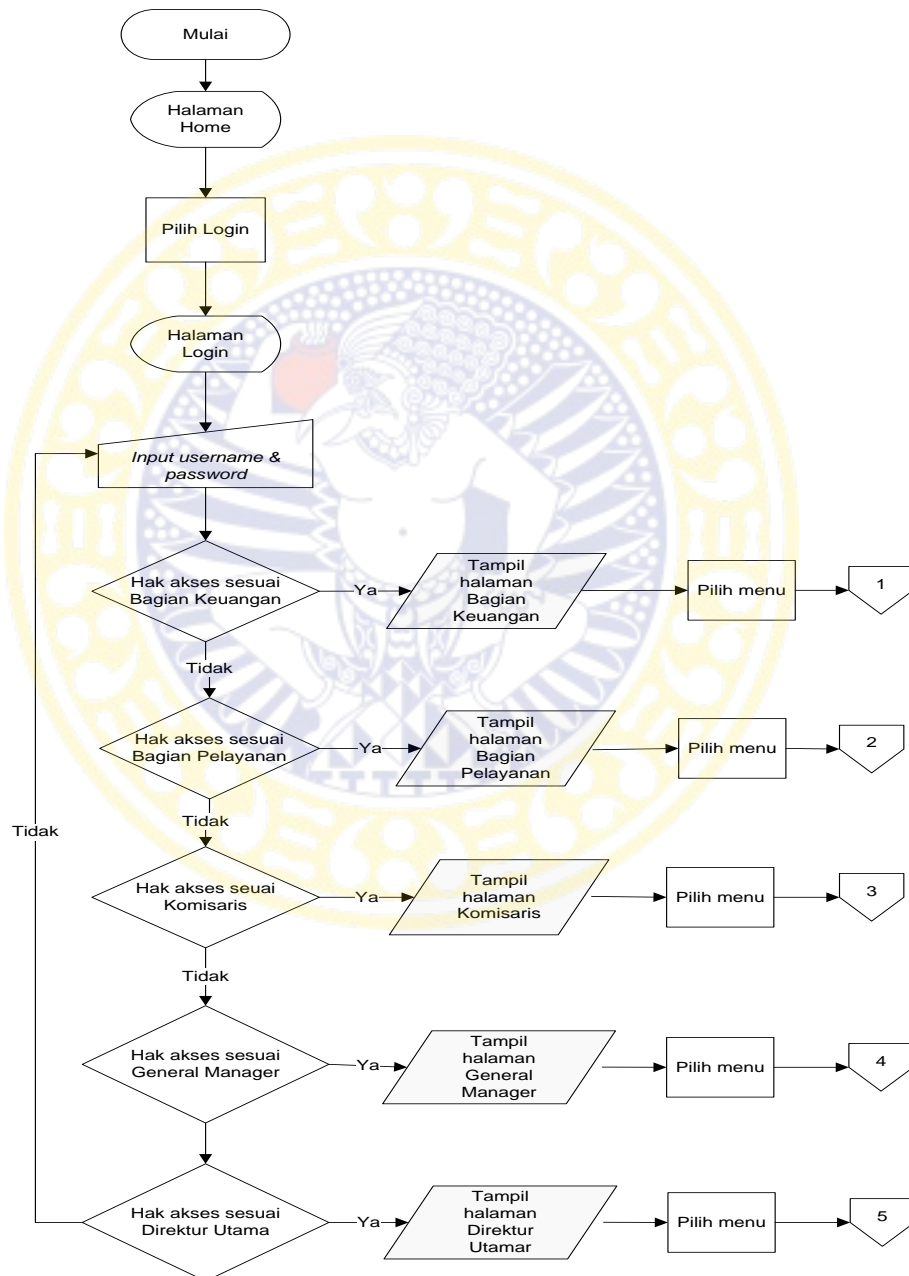 Mulai
Halaman
Home
Pilih Login
Halaman
Login
Input username &
password
Hak akses sesuai
Bagian Keuangan
Ya
Tampil
halaman
Bagian
Keuangan
Pilih menu
1
Tidak
Hak akses sesuai
Bagian Pelayanan
Ya
Tampil
halaman
Bagian
Pelayanan
Pilih menu
2
Tidak
Tidak
Hak akses seuai
Komisaris
Ya
Tampil
halaman
Komisaris
Pilih menu
3
Tidak
Hak akses sesuai
General Manager
Ya
Tampil
halaman
General
Manager
Pilih menu
4
Hak akses sesuai
Direktur Utama
Ya
Tampil
halaman
Direktur
Utamar
Pilih menu
5